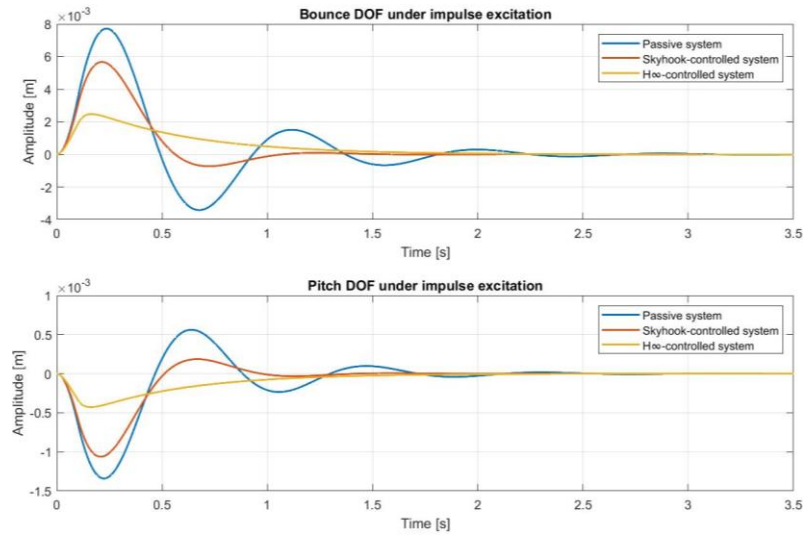 Bounce DOF under impulse excitation
×10⁻³
8
6
4
2
0
-2
-4
Amplitude [m]
Passive system
Skyhook-controlled system
H∞-controlled system
0 0.5 1 1.5 2 2.5 3 3.5
Time [s]
Pitch DOF under impulse excitation
×10⁻³
1
0.5
0
-0.5
-1
-1.5
Amplitude [m]
Passive system
Skyhook-controlled system
H∞-controlled system
0 0.5 1 1.5 2 2.5 3 3.5
Time [s]